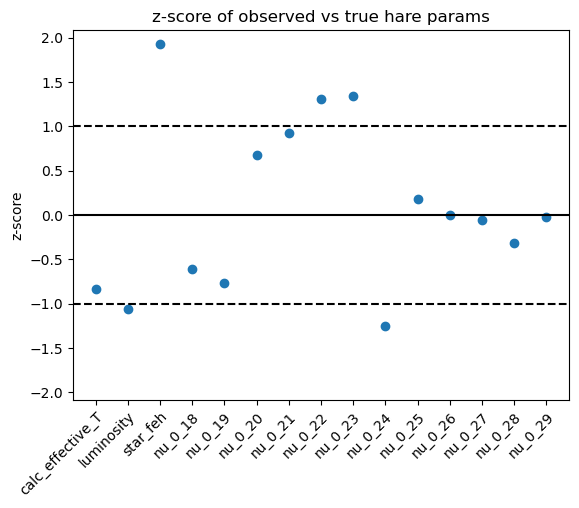 z-score of observed vs true hare params
z-score
2.0
1.5
1.0
0.5
0.0
−0.5
−1.0
−1.5
−2.0
calc_effective_T
luminosity
star_feh
nu_0_18
nu_0_19
nu_0_20
nu_0_21
nu_0_22
nu_0_23
nu_0_24
nu_0_25
nu_0_26
nu_0_27
nu_0_28
nu_0_29